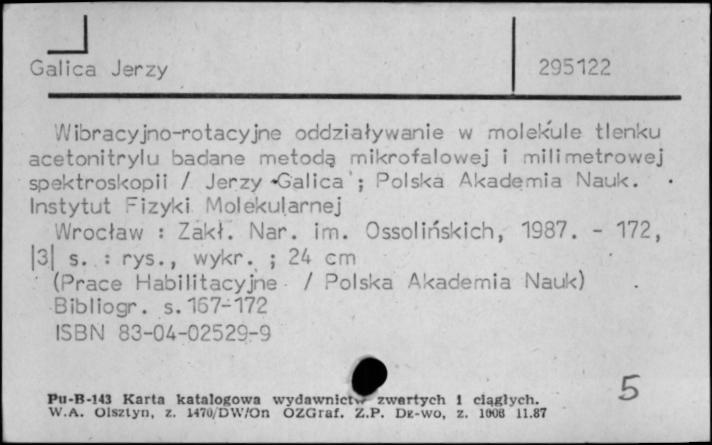 Galica Jerzy 295122
Wibracyjno-rotacyjne oddziaływanie w molekule tlenku
acetonitrylu badane metodą mikrofalowej i milimetrowej
spektroskopii / Jerzy Galica ; Polska Akademia Nauk.
Instytut Fizyki Molekularnej
Wrocław : Zakł. Nar. im. Ossolińskich, 1987. - 172,
|3| s. : rys., wykr. ; 24 cm
(Prace Habilitacyjne / Polska Akademia Nauk)
Bibliogr. s.167-172
ISBN 83-04-02529-9
5
Pu-B-143 Karta katalogowa wydawnictw zwartych i ciągłych.
W.A. Olsztyn, z. 1470/DW/On OZGraf. Z.P. Dz-wo, z. 1008 11.87